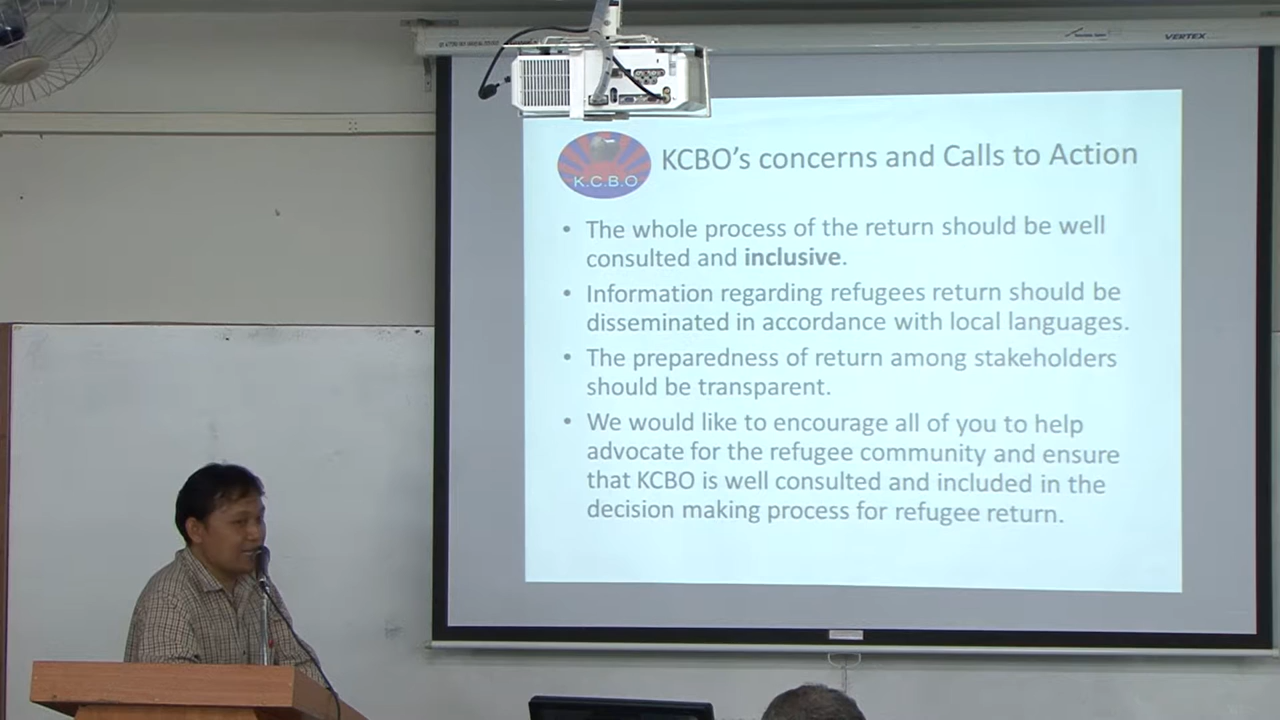 VERTEX
K.C.B.O
KCBO's concerns and Calls to Action
• The whole process of the return should be well
consulted and inclusive.
• Information regarding refugees return should be
disseminated in accordance with local languages.
• The preparedness of return among stakeholders
should be transparent.
• We would like to encourage all of you to help
advocate for the refugee community and ensure
that KCBO is well consulted and included in the
decision making process for refugee return.